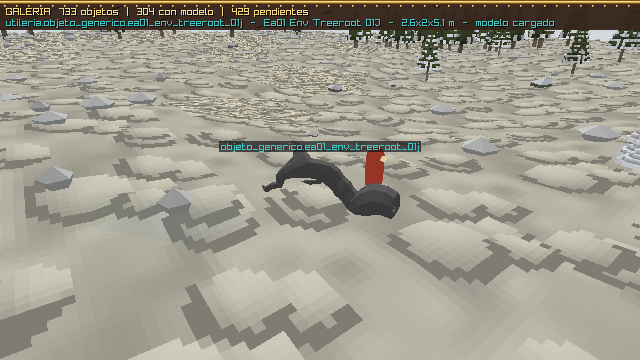 GALERIA 733 objetos | 304 con modelo | 429 pendientes
utileria.objeto_generico.ea01_env_treeroot_01j - Ea01 Env Treeroot 01J - 2.6x2x5.1 m - modelo cargado
objeto_generico.ea01_env_treeroot_01j